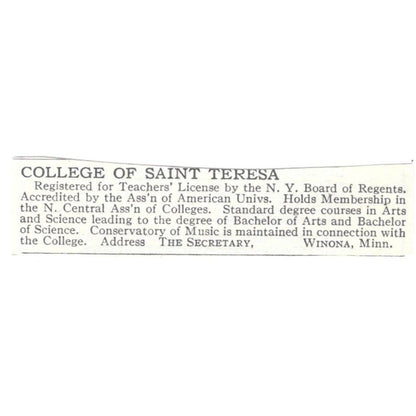 COLLEGE OF SAINT TERESA
Registered for Teachers' License by the N. Y. Board of Regents.
Accredited by the Ass'n of American Univs. Holds Membership in
the N. Central Ass'n of Colleges. Standard degree courses in Arts
and Science leading to the degree of Bachelor of Arts and Bachelor
of Science. Conservatory of Music is maintained in connection with
the College. Address THE SECRETARY, WINONA, Minn.